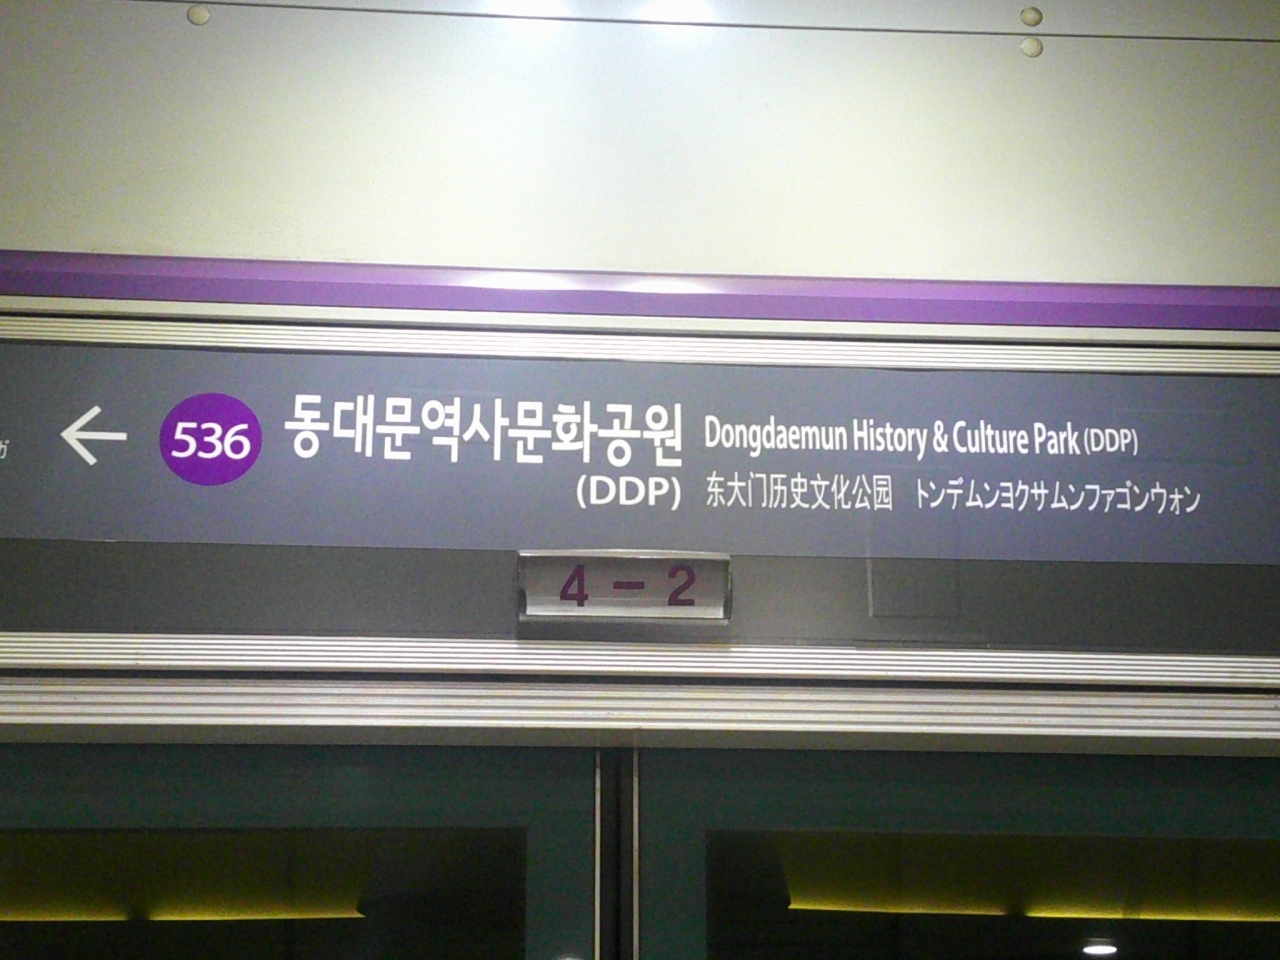 ← 536 동대문역사문화공원 Dongdaemun History & Culture Park (DDP)
(DDP) 东大门历史文化公园 トンデムンヨクサムンファゴンウォン
4 - 2